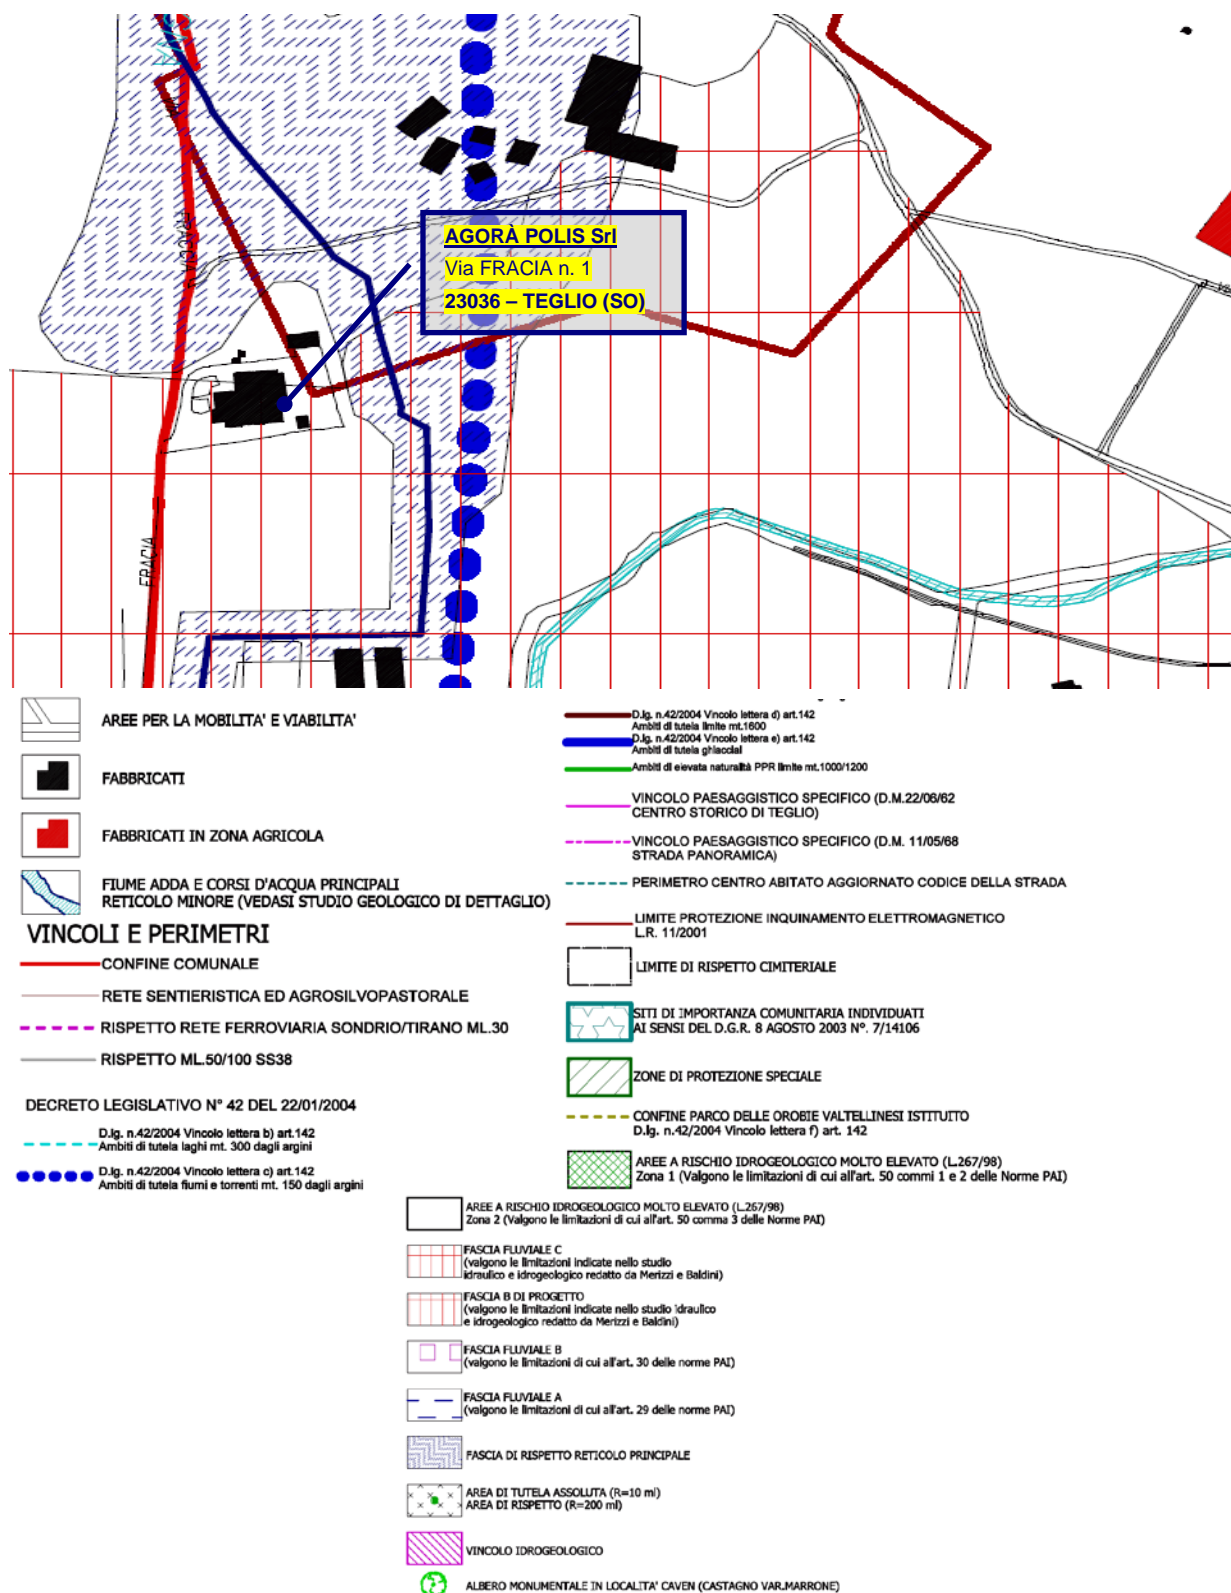 FRACCIA
AGORÀ POLIS Srl
Via FRACIA n. 1
23036 – TEGLIO (SO)
FRACIA
AREE PER LA MOBILITA' E VIABILITA'
FABBRICATI
FABBRICATI IN ZONA AGRICOLA
FIUME ADDA E CORSI D'ACQUA PRINCIPALI
RETICOLO MINORE (VEDASI STUDIO GEOLOGICO DI DETTAGLIO)
VINCOLI E PERIMETRI
CONFINE COMUNALE
RETE SENTIERISTICA ED AGROSILVOPASTORALE
RISPETTO RETE FERROVIARIA SONDRIO/TIRANO ML.30
RISPETTO ML.50/100 SS38
DECRETO LEGISLATIVO N° 42 DEL 22/01/2004
D.lg. n.42/2004 Vincolo lettera b) art.142
Ambiti di tutela laghi mt. 300 dagli argini
D.lg. n.42/2004 Vincolo lettera c) art.142
Ambiti di tutela fiumi e torrenti mt. 150 dagli argini
D.lg. n.42/2004 Vincolo lettera d) art.142
Ambiti di tutela limite mt.1600
D.lg. n.42/2004 Vincolo lettera e) art.142
Ambiti di tutela ghiacciai
Ambiti di elevata naturalità PPR limite mt.1000/1200
VINCOLO PAESAGGISTICO SPECIFICO (D.M.22/06/62
CENTRO STORICO DI TEGLIO)
VINCOLO PAESAGGISTICO SPECIFICO (D.M. 11/05/68
STRADA PANORAMICA)
PERIMETRO CENTRO ABITATO AGGIORNATO CODICE DELLA STRADA
LIMITE PROTEZIONE INQUINAMENTO ELETTROMAGNETICO
L.R. 11/2001
LIMITE DI RISPETTO CIMITERIALE
SITI DI IMPORTANZA COMUNITARIA INDIVIDUATI
AI SENSI DEL D.G.R. 8 AGOSTO 2003 N°. 7/14106
ZONE DI PROTEZIONE SPECIALE
CONFINE PARCO DELLE OROBIE VALTELLINESI ISTITUITO
D.lg. n.42/2004 Vincolo lettera f) art. 142
AREE A RISCHIO IDROGEOLOGICO MOLTO ELEVATO (L.267/98)
Zona 1 (Valgono le limitazioni di cui all'art. 50 commi 1 e 2 delle Norme PAI)
AREE A RISCHIO IDROGEOLOGICO MOLTO ELEVATO (L.267/98)
Zona 2 (Valgono le limitazioni di cui all'art. 50 comma 3 delle Norme PAI)
FASCIA FLUVIALE C
(valgono le limitazioni indicate nello studio
idraulico e idrogeologico redatto da Merizzi e Baldini)
FASCIA B DI PROGETTO
(valgono le limitazioni indicate nello studio idraulico
e idrogeologico redatto da Merizzi e Baldini)
FASCIA FLUVIALE B
(valgono le limitazioni di cui all'art. 30 delle norme PAI)
FASCIA FLUVIALE A
(valgono le limitazioni di cui all'art. 29 delle norme PAI)
FASCIA DI RISPETTO RETICOLO PRINCIPALE
AREA DI TUTELA ASSOLUTA (R=10 ml)
AREA DI RISPETTO (R=200 ml)
VINCOLO IDROGEOLOGICO
ALBERO MONUMENTALE IN LOCALITA' CAVEN (CASTAGNO VAR.MARRONE)